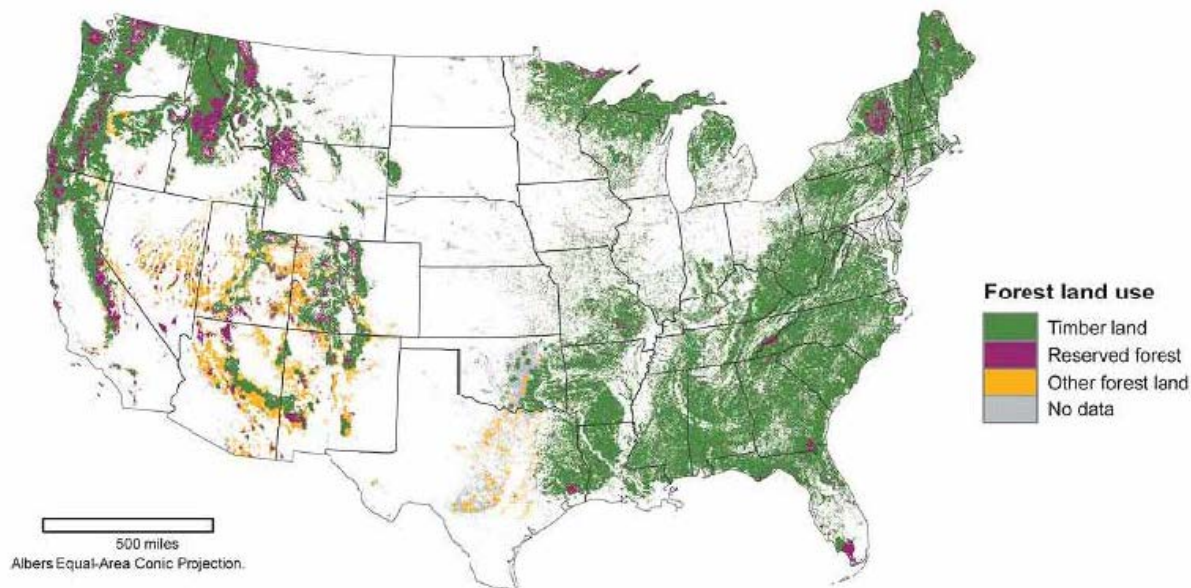 Forest land use
Timber land
Reserved forest
Other forest land
No data
500 miles
Albers Equal-Area Conic Projection.